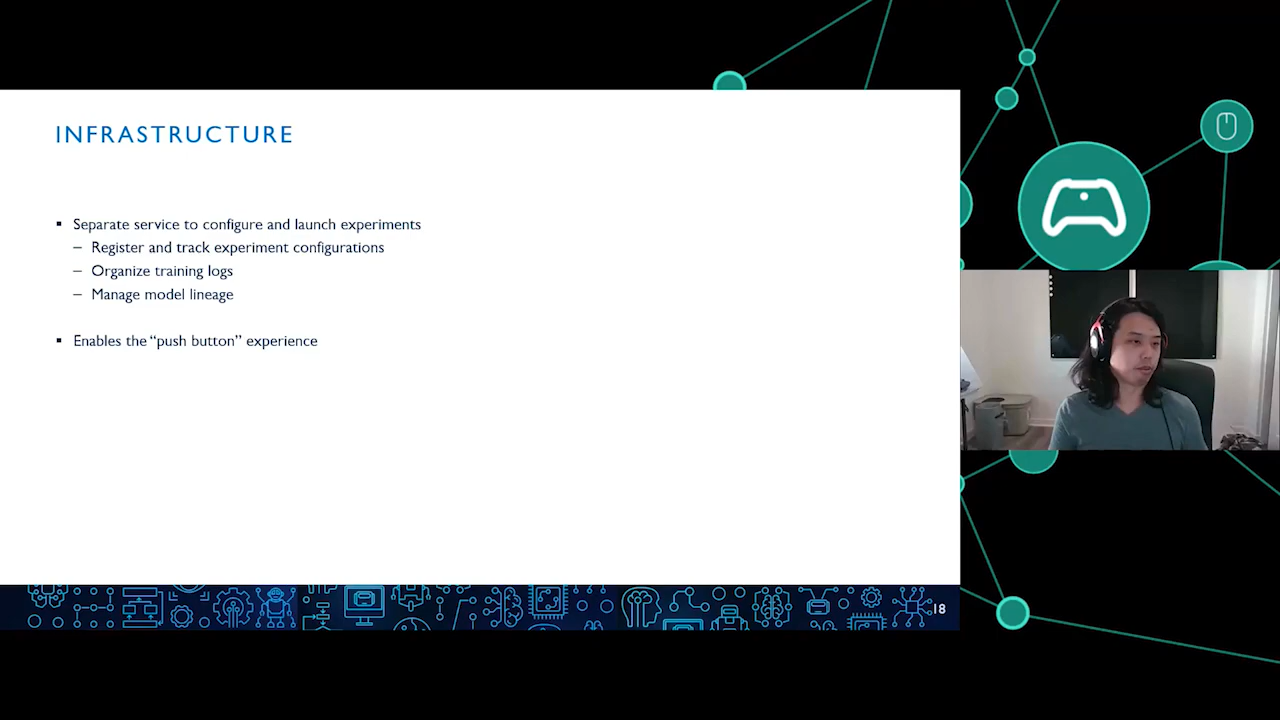 INFRASTRUCTURE
▪ Separate service to configure and launch experiments
– Register and track experiment configurations
– Organize training logs
– Manage model lineage
▪ Enables the “push button” experience
18